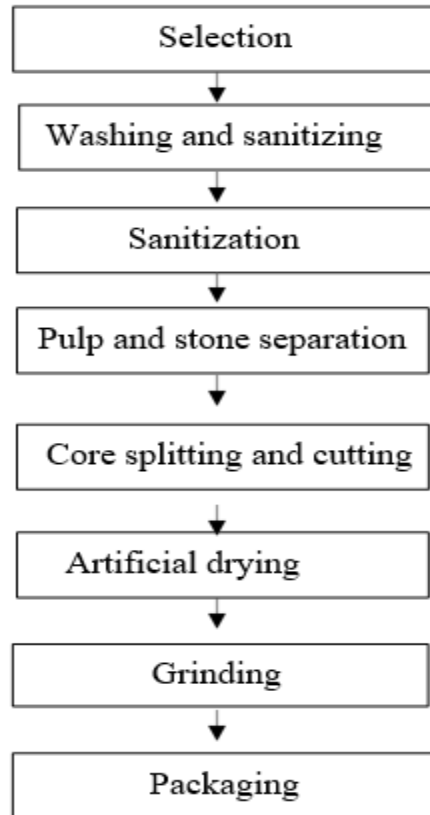 Selection
Washing and sanitizing
Sanitization
Pulp and stone separation
Core splitting and cutting
Artificial drying
Grinding
Packaging